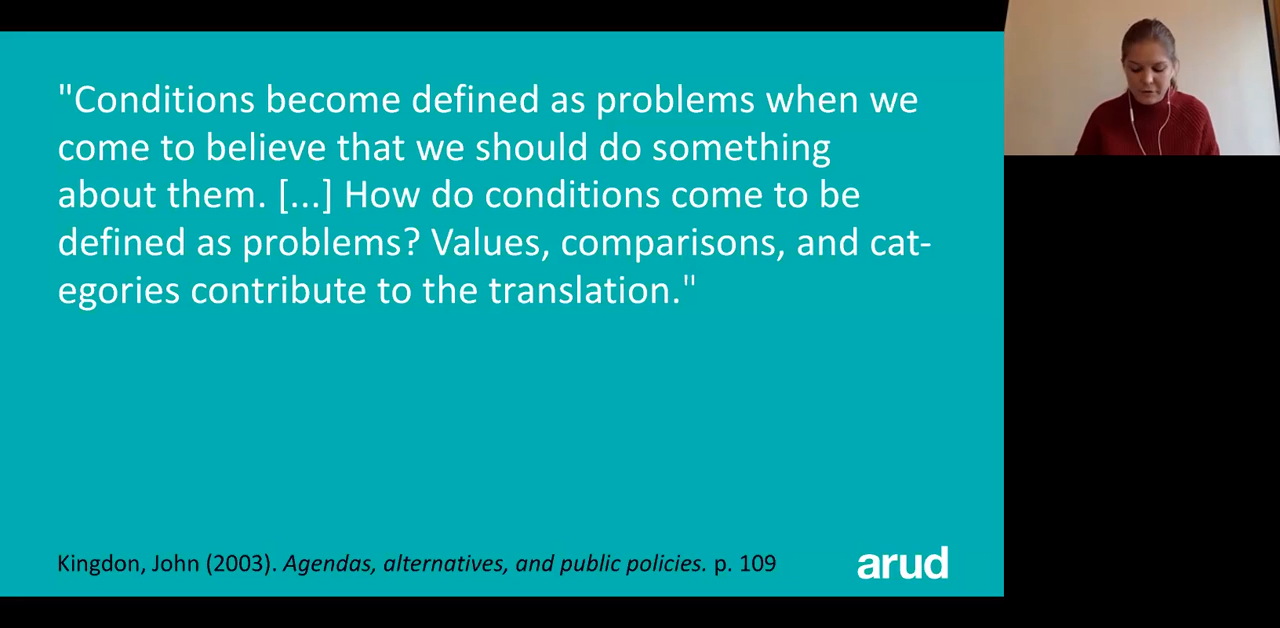 "Conditions become defined as problems when we
come to believe that we should do something
about them. [...] How do conditions come to be
defined as problems? Values, comparisons, and cat-
egories contribute to the translation."
Kingdon, John (2003). Agendas, alternatives, and public policies. p. 109
arud